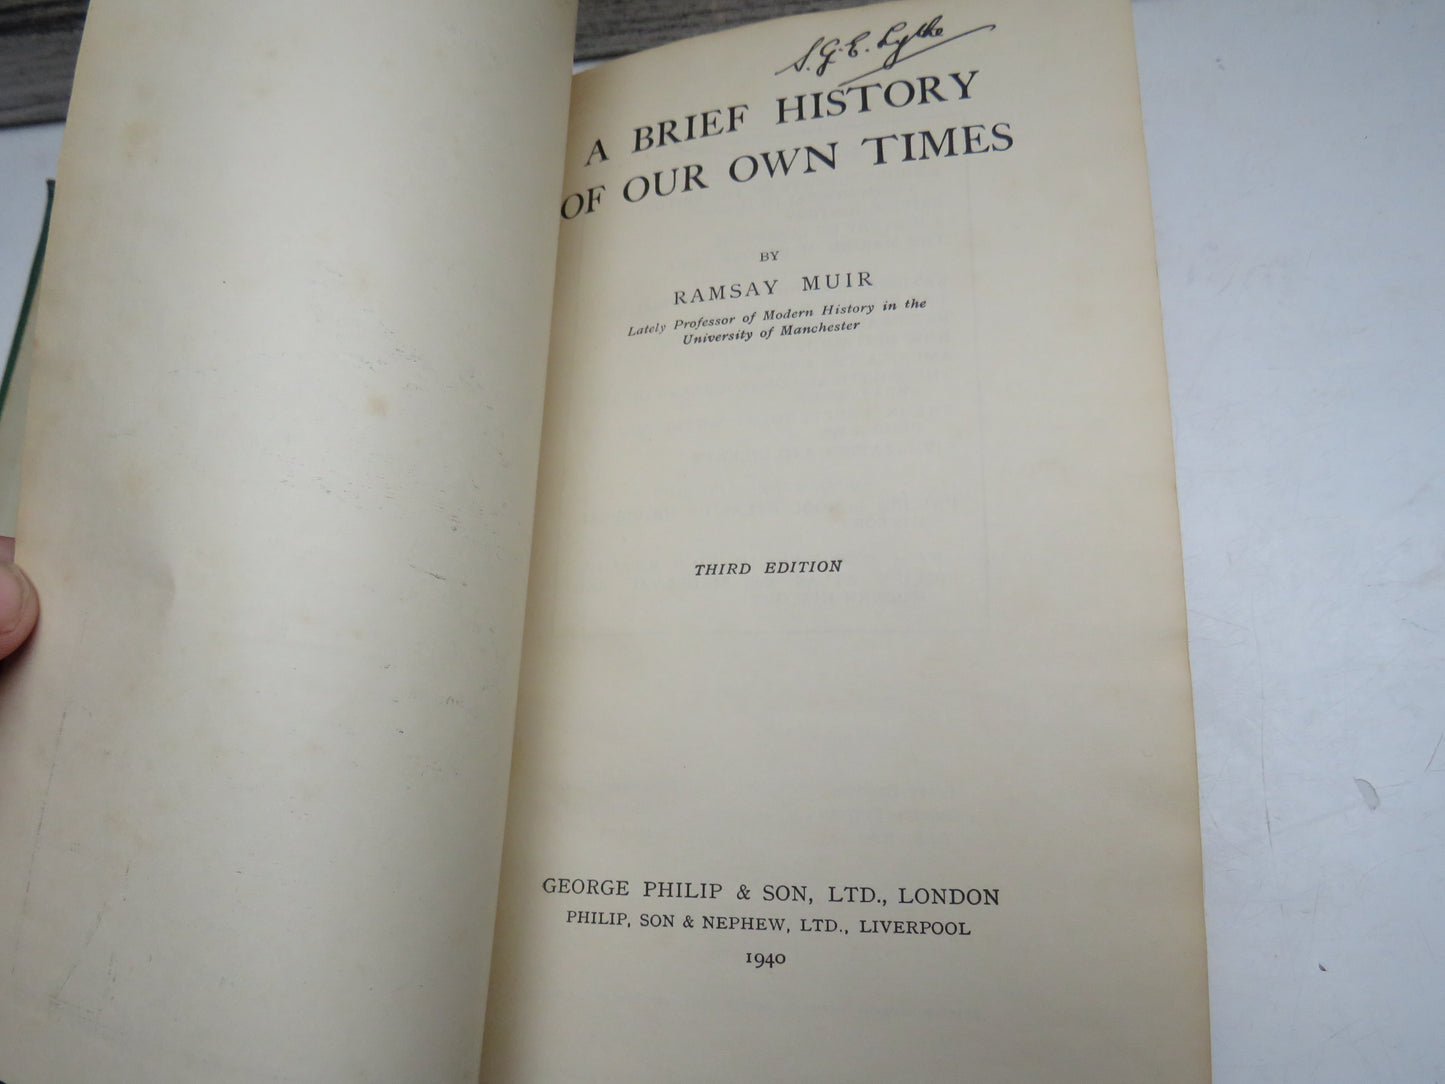 S.G.E. Lythe
A BRIEF HISTORY
OF OUR OWN TIMES
BY
RAMSAY MUIR
Lately Professor of Modern History in the
University of Manchester
THIRD EDITION
GEORGE PHILIP & SON, LTD., LONDON
PHILIP, SON & NEPHEW, LTD., LIVERPOOL
1940